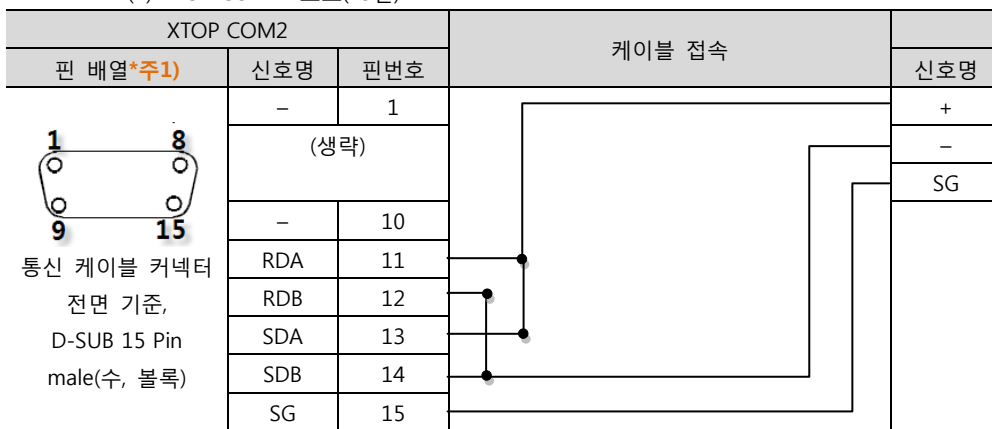 XTOP COM2 케이블 접속
핀 배열*주1) 신호명 핀번호 신호명
– 1 +
(생략) –
SG
1 8
9 15
– 10
통신 케이블 커넥터
전면 기준,
D-SUB 15 Pin
male(수, 볼록)
RDA 11
RDB 12
SDA 13
SDB 14
SG 15